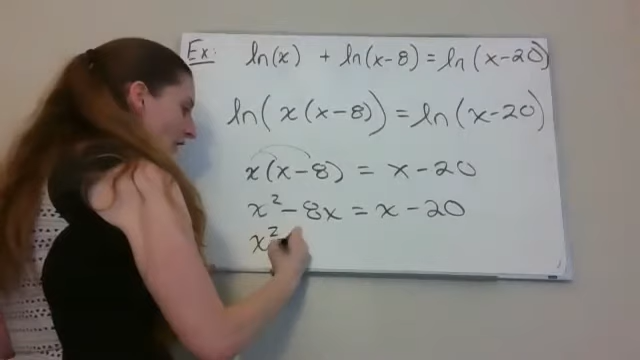 Ex: ln(x) + ln(x-8) = ln(x-20)
ln(x(x-8)) = ln(x-20)
x(x-8) = x-20
x² - 8x = x - 20
x²